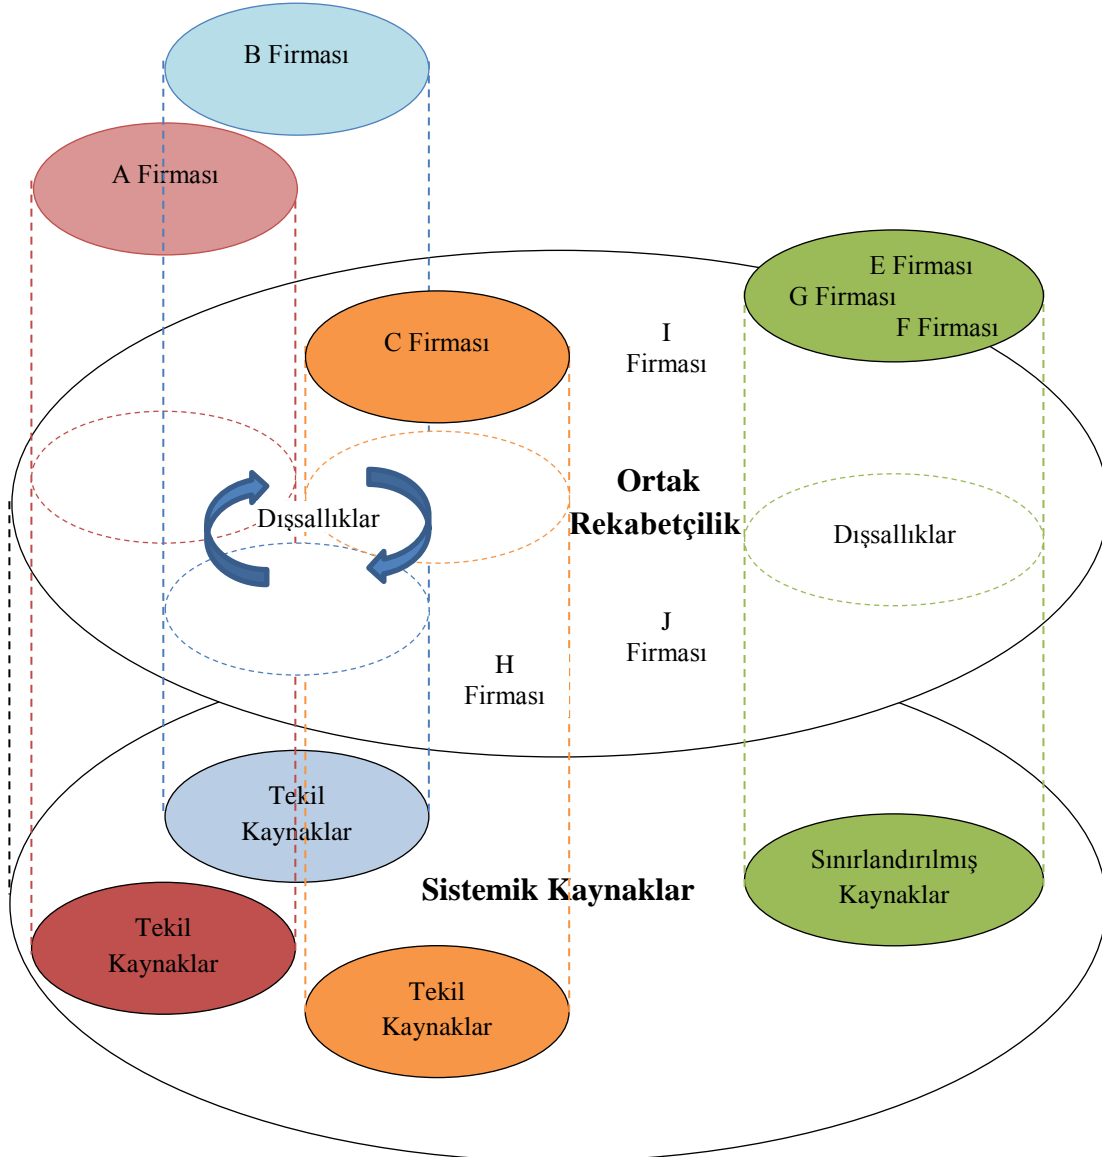 B Firması
A Firması
E Firması
G Firması
F Firması
C Firması
I
Firması
Ortak
Rekabetçilik
Dışsallıklar
Dışsallıklar
J
Firması
H
Firması
Tekil
Kaynaklar
Sınırlandırılmış
Kaynaklar
Sistemik Kaynaklar
Tekil
Kaynaklar
Tekil
Kaynaklar